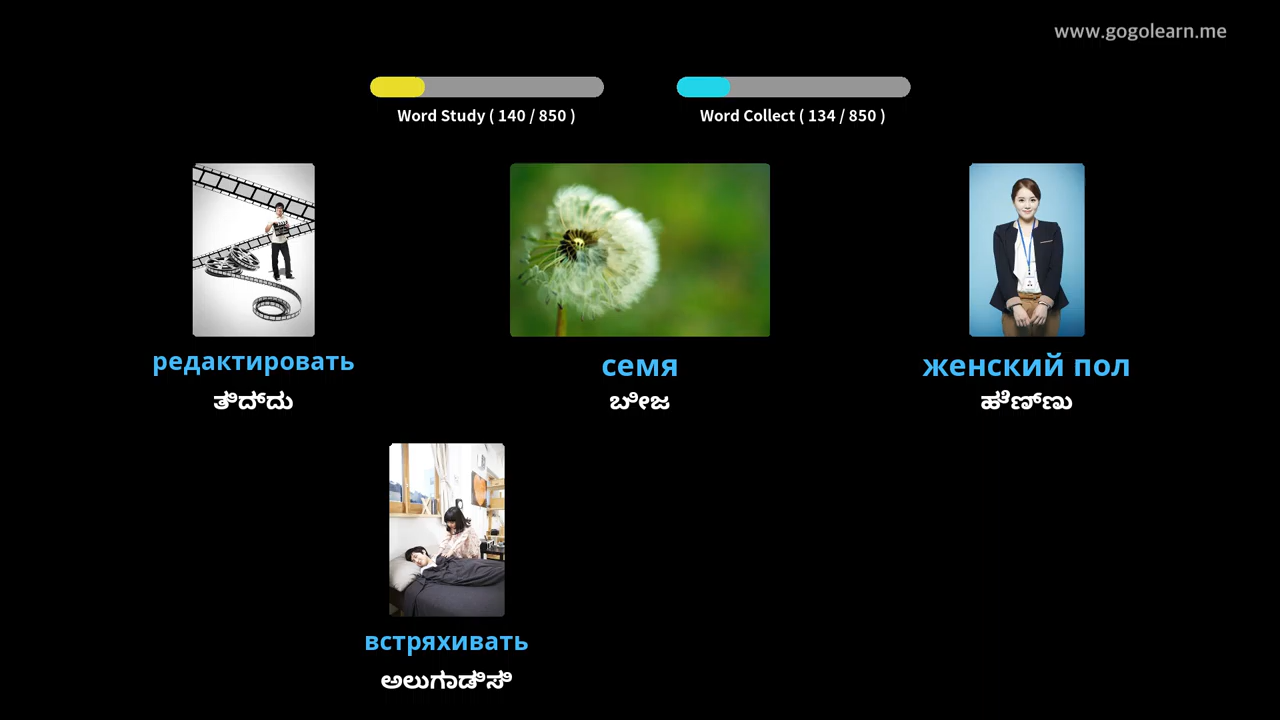 www.gogolearn.me
Word Study ( 140 / 850 )
Word Collect ( 134 / 850 )
редактировать
ತಿದ್ದು
семя
ಬೀಜ
женский пол
ಹೆಣ್ಣು
встряхивать
ಅಲುಗಾಡಿಸಿ